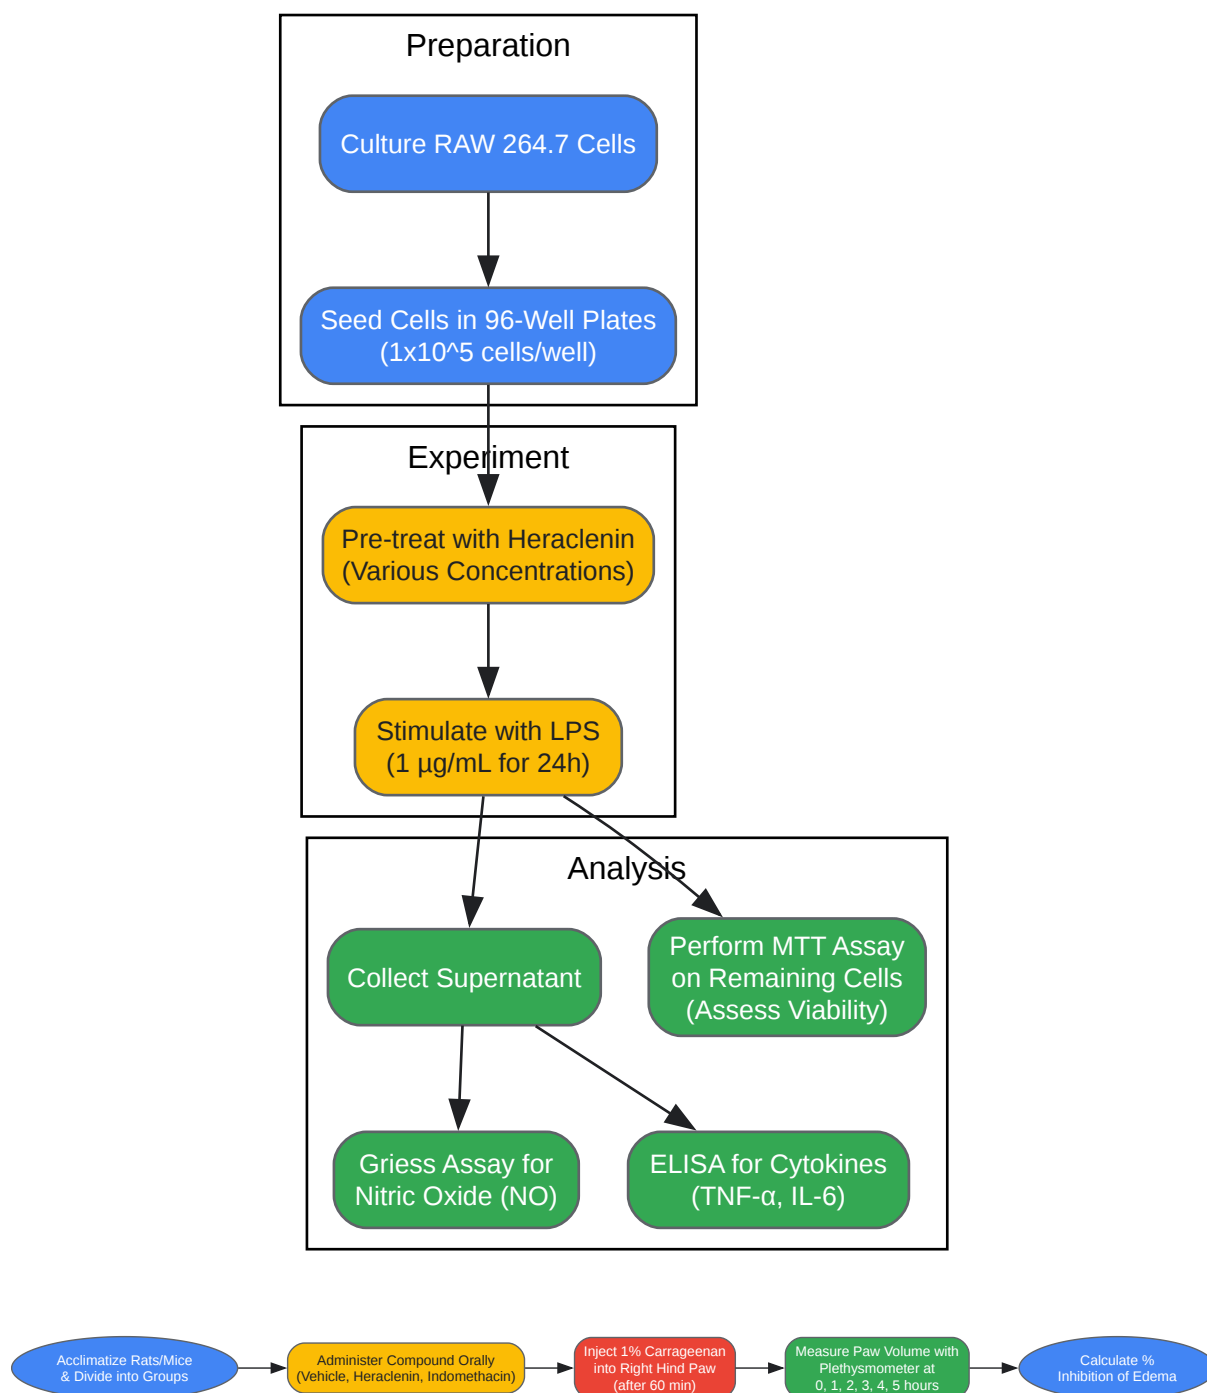 Preparation
Culture RAW 264.7 Cells
Seed Cells in 96-Well Plates
(1x10^5 cells/well)
Experiment
Pre-treat with Heraclenin
(Various Concentrations)
Stimulate with LPS
(1 µg/mL for 24h)
Analysis
Collect Supernatant
Perform MTT Assay
on Remaining Cells
(Assess Viability)
Griess Assay for
Nitric Oxide (NO)
ELISA for Cytokines
(TNF-α, IL-6)
Acclimatize Rats/Mice
& Divide into Groups
Administer Compound Orally
(Vehicle, Heraclenin, Indomethacin)
Inject 1% Carrageenan
into Right Hind Paw
(after 60 min)
Measure Paw Volume with
Plethysmometer at
0, 1, 2, 3, 4, 5 hours
Calculate %
Inhibition of Edema